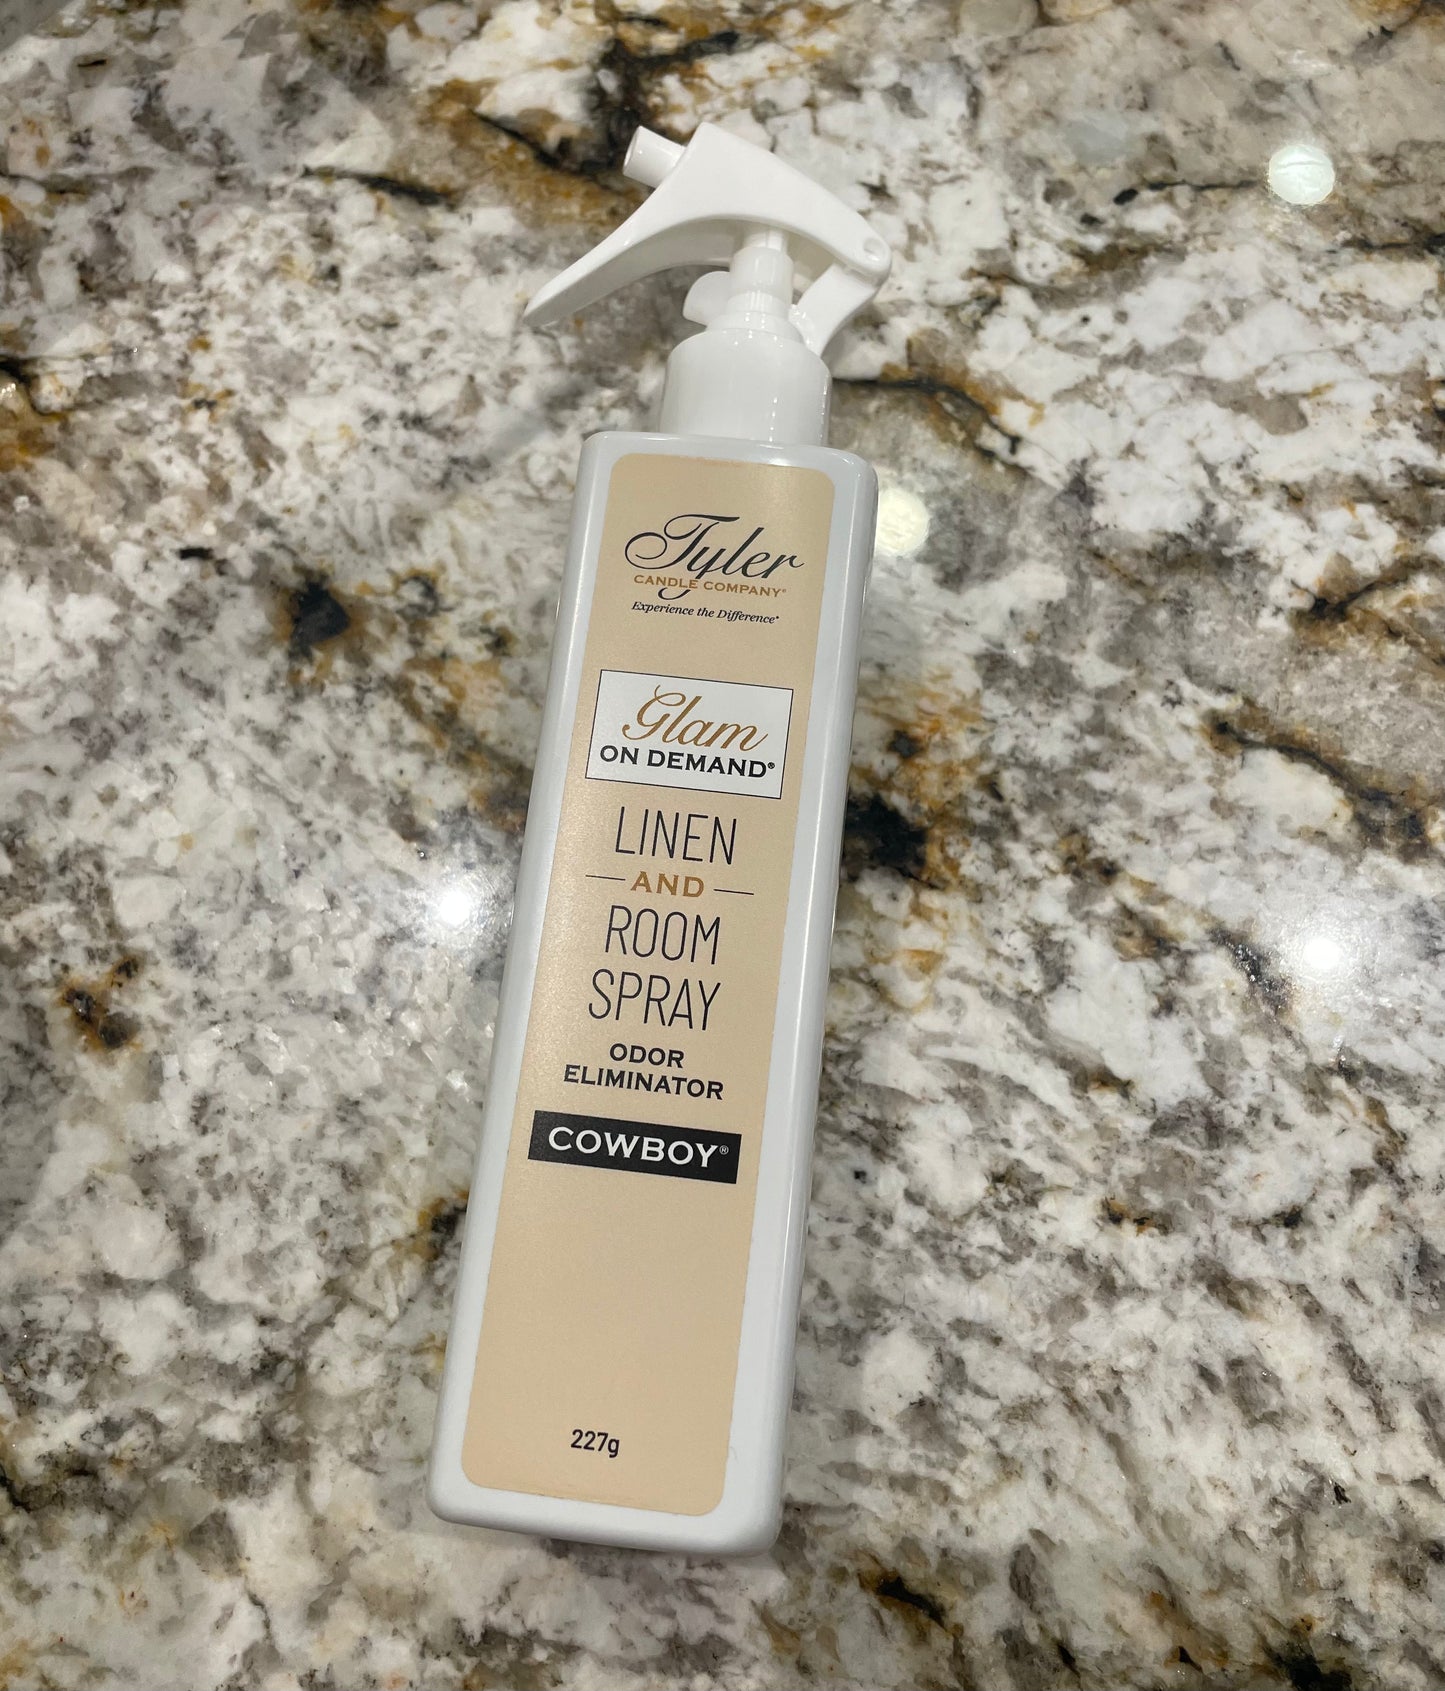 Tyler
CANDLE COMPANY®
Experience the Difference®
Glam
ON DEMAND®
LINEN
AND
ROOM
SPRAY
ODOR
ELIMINATOR
COWBOY®
227g